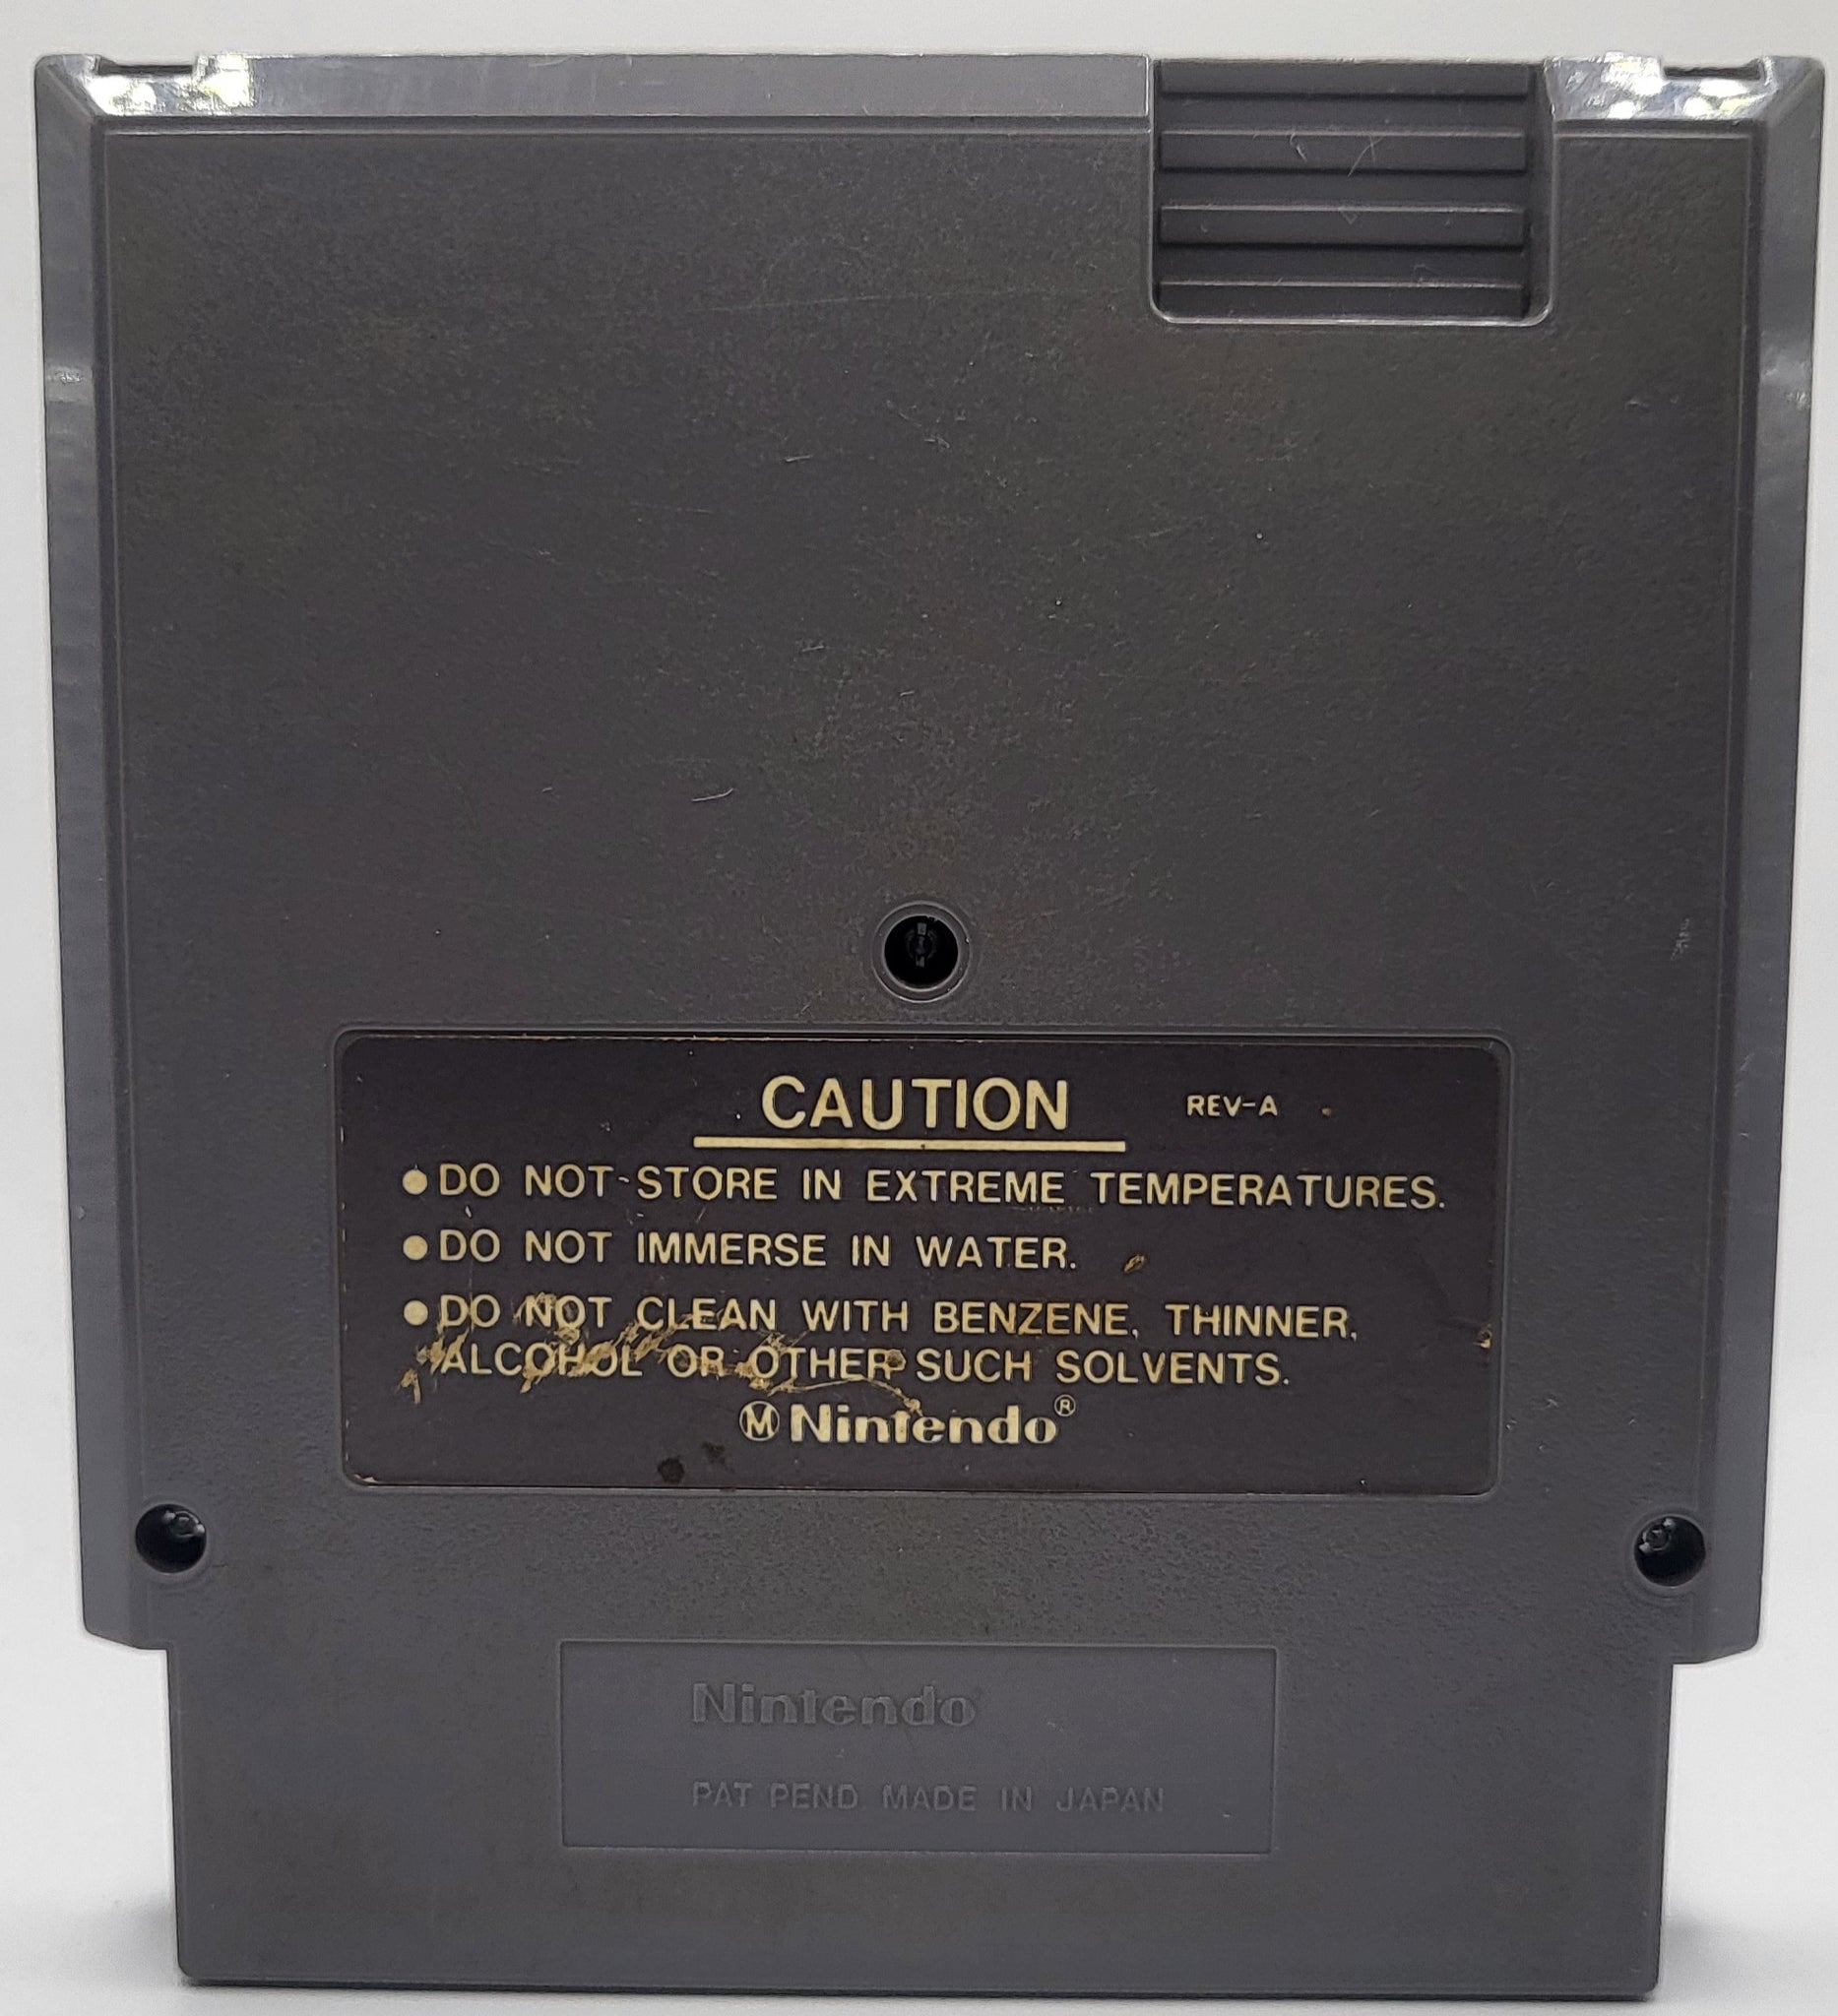 CAUTION REV-A
●DO NOT STORE IN EXTREME TEMPERATURES.
●DO NOT IMMERSE IN WATER.
●DO NOT CLEAN WITH BENZENE, THINNER,
ALCOHOL OR OTHER SUCH SOLVENTS.
Ⓜ Nintendo®
Nintendo
PAT PEND MADE IN JAPAN